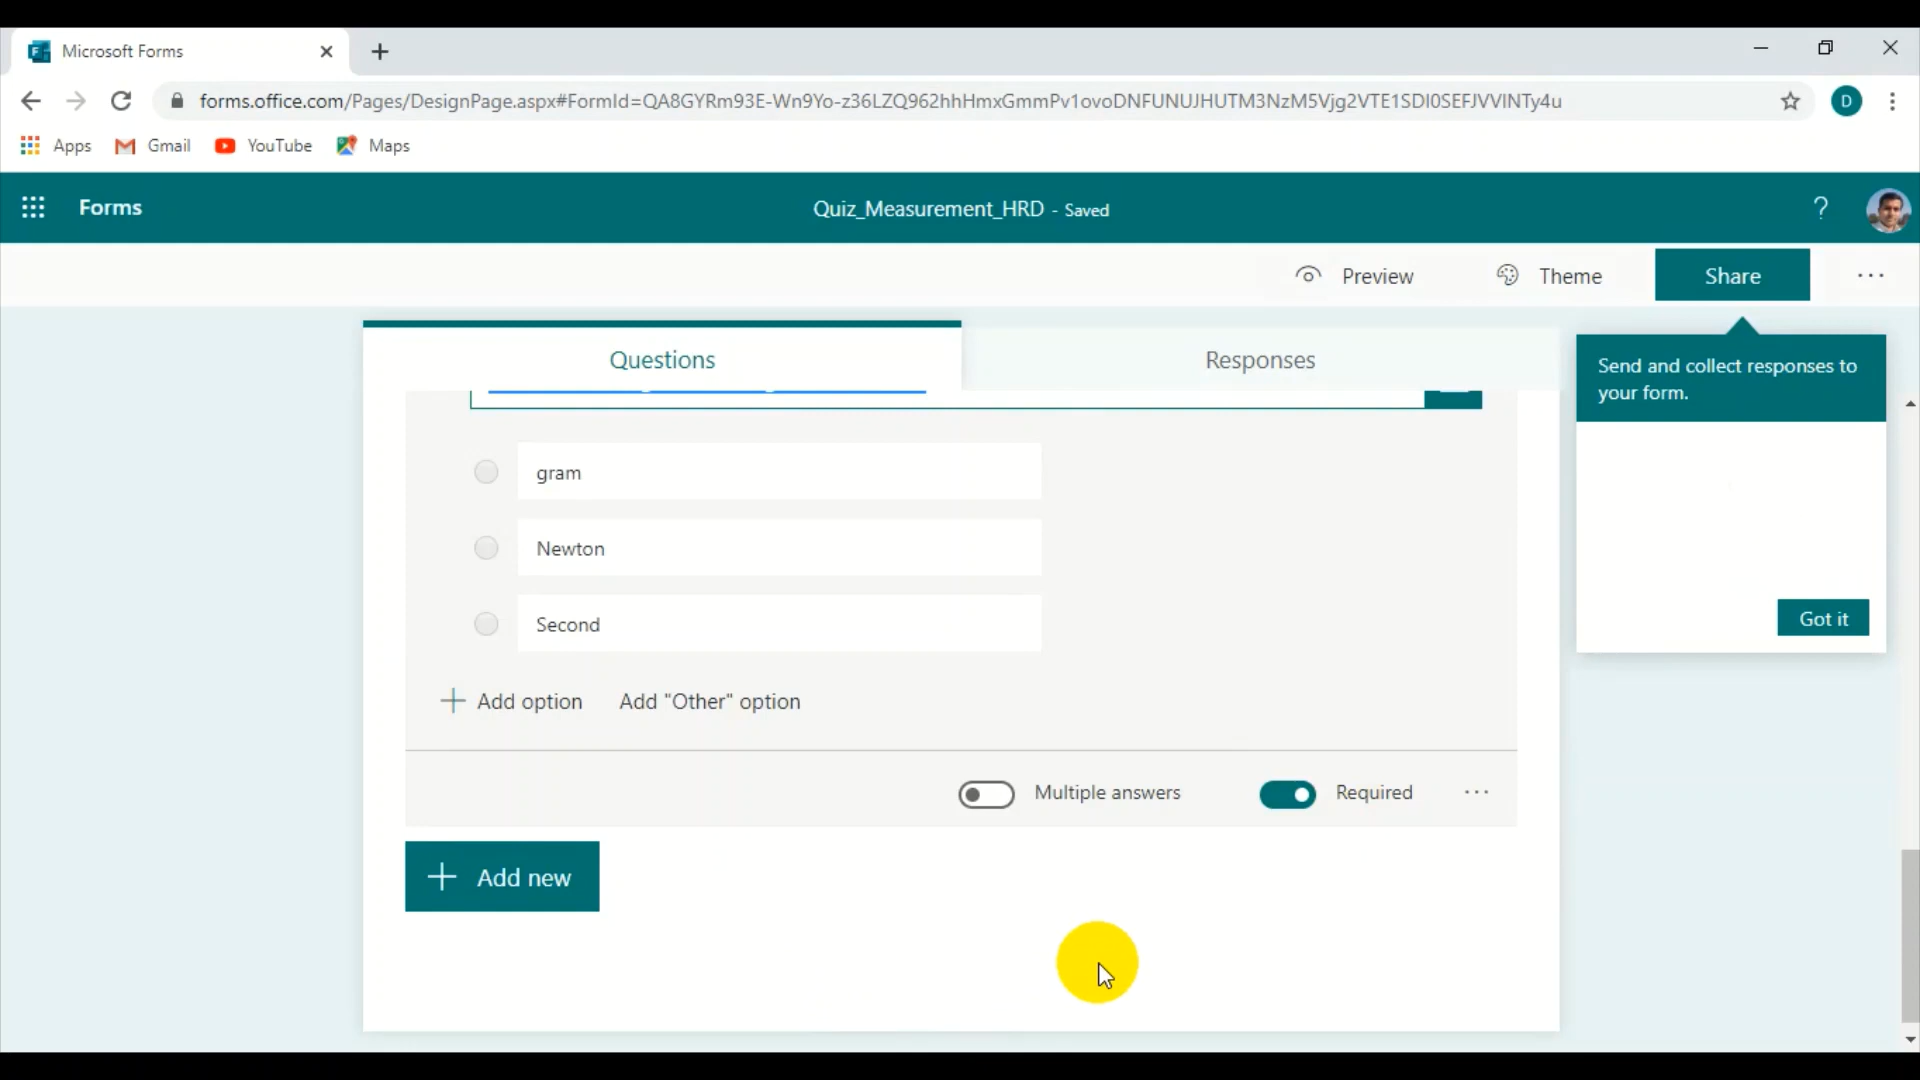 Microsoft Forms
forms.office.com/Pages/DesignPage.aspx#FormId=QA8GYRm93E-Wn9Yo-z36LZQ962hhHmxGmmPv1ovoDNFUNUJHUTM3NzM5Vjg2VTE1SDI0SEFJVVlNTy4u
D
Apps Gmail YouTube Maps
Forms Quiz_Measurement_HRD - Saved ?
Preview Theme Share ...
Questions Responses
Send and collect responses to
your form.
gram
Newton
Second
Got it
+ Add option Add "Other" option
Multiple answers Required ...
+ Add new